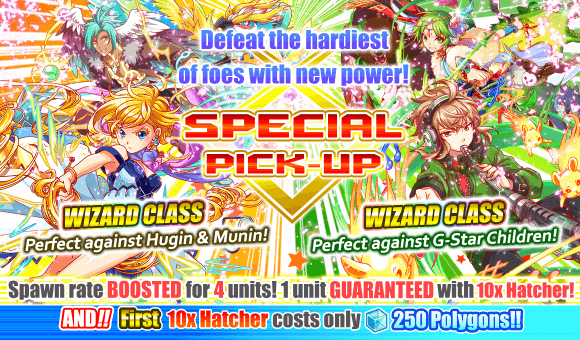 Defeat the hardiest
of foes with new power!
SPECIAL
PICK-UP
WIZARD CLASS
Perfect against Hugin & Munin!
WIZARD CLASS
Perfect against G-Star Children!
Spawn rate BOOSTED for 4 units! 1 unit GUARANTEED with 10x Hatcher!
AND!! First 10x Hatcher costs only 250 Polygons!!